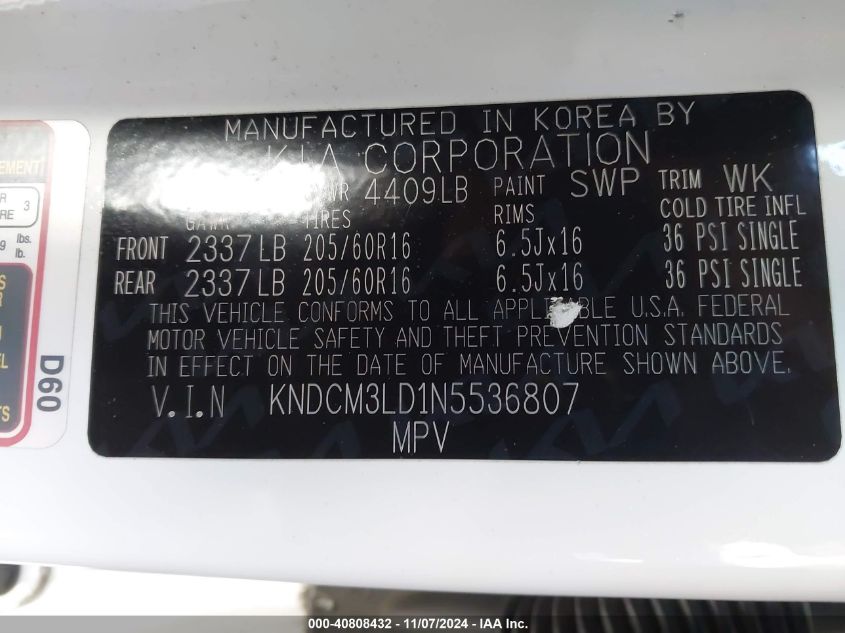 MANUFACTURED IN KOREA BY
KIA CORPORATION
4409LB PAINT SWP TRIM WK
TIRES RIMS COLD TIRE INFL
FRONT 2337LB 205/60R16 6.5Jx16 36 PSI SINGLE
REAR 2337LB 205/60R16 6.5Jx16 36 PSI SINGLE
THIS VEHICLE CONFORMS TO ALL U.S.A. FEDERAL
MOTOR VEHICLE SAFETY AND THEFT PREVENTION STANDARDS
IN EFFECT ON THE DATE OF MANUFACTURE SHOWN ABOVE.
V.I.N KNDCM3LD1N5536807
MPV
3
lbs.
lb.
D60
000-40808432 - 11/07/2024 - IAA Inc.